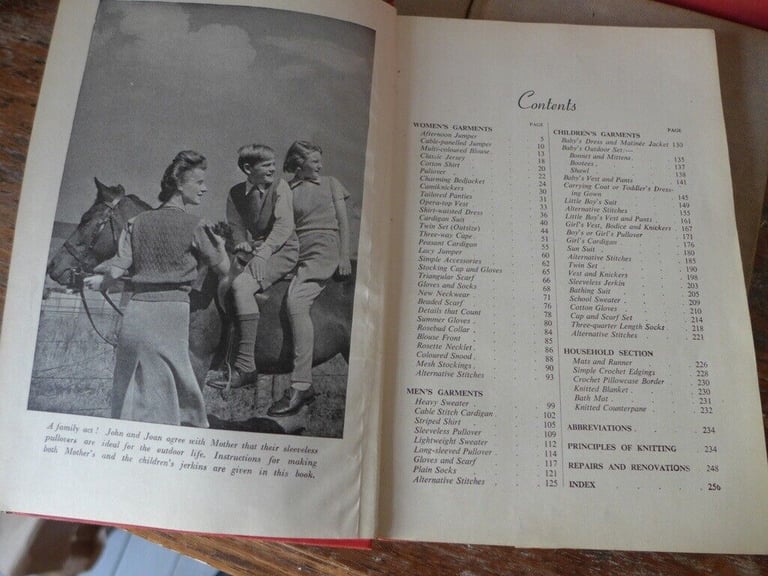 A family act! John and Joan agree with Mother that their sleeveless
pullovers are ideal for the outdoor life. Instructions for making
both Mother's and the children's jerkins are given in this book.
Contents
PAGE
WOMEN'S GARMENTS
Afternoon Jumper 5
Cable-panelled Jumper 10
Multi-coloured Blouse 13
Classic Jersey 18
Cotton Shirt 20
Pullover 22
Charming Bedjacket 24
Camiknickers 30
Tailored Panties 31
Opera-top Vest 33
Shirt-waisted Dress 36
Cardigan Suit 40
Twin Set (Outsize) 44
Three-way Cape 51
Peasant Cardigan 55
Lacy Jumper 60
Simple Accessories 62
Stocking Cap and Gloves 65
Triangular Scarf 66
Gloves and Socks 68
New Neckwear 71
Beaded Scarf 76
Details that Count 78
Summer Gloves 80
Rosebud Collar 84
Blouse Front 85
Rosette Necklet 86
Coloured Snood 88
Mesh Stockings 90
Alternative Stitches 93
MEN'S GARMENTS
Heavy Sweater 99
Cable Stitch Cardigan 102
Striped Shirt 105
Sleeveless Pullover 109
Lightweight Sweater 112
Long-sleeved Pullover 114
Gloves and Scarf 117
Plain Socks 121
Alternative Stitches 125
CHILDREN'S GARMENTS PAGE
Baby's Dress and Matinée Jacket 130
Baby's Outdoor Set:—
Bonnet and Mittens 135
Bootees 137
Shawl 138
Baby's Vest and Pants 141
Carrying Coat or Toddler's Dress-
ing Gown 145
Little Boy's Suit 149
Alternative Stitches 155
Little Boy's Vest and Pants 161
Girl's Vest, Bodice and Knickers 167
Boy's or Girl's Pullover 171
Girl's Cardigan 176
Sun Suit 180
Alternative Stitches 185
Twin Set 190
Vest and Knickers 198
Sleeveless Jerkin 203
Bathing Suit 205
School Sweater 209
Cotton Gloves 210
Cap and Scarf Set 214
Three-quarter Length Socks 218
Alternative Stitches 221
HOUSEHOLD SECTION
Mats and Runner 226
Simple Crochet Edgings 228
Crochet Pillowcase Border 230
Knitted Blanket 230
Bath Mat 231
Knitted Counterpane 232
ABBREVIATIONS 234
PRINCIPLES OF KNITTING 234
REPAIRS AND RENOVATIONS 248
INDEX 256